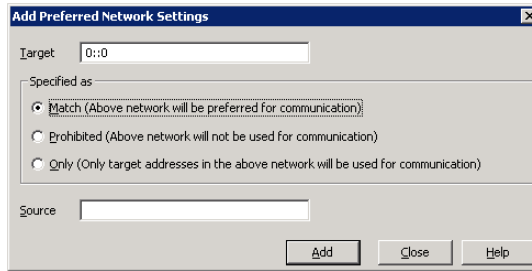 Add Preferred Network Settings
Target 0::0
Specified as
Match (Above network will be preferred for communication)
Prohibited (Above network will not be used for communication)
Only (Only target addresses in the above network will be used for communication)
Source
Add Close Help